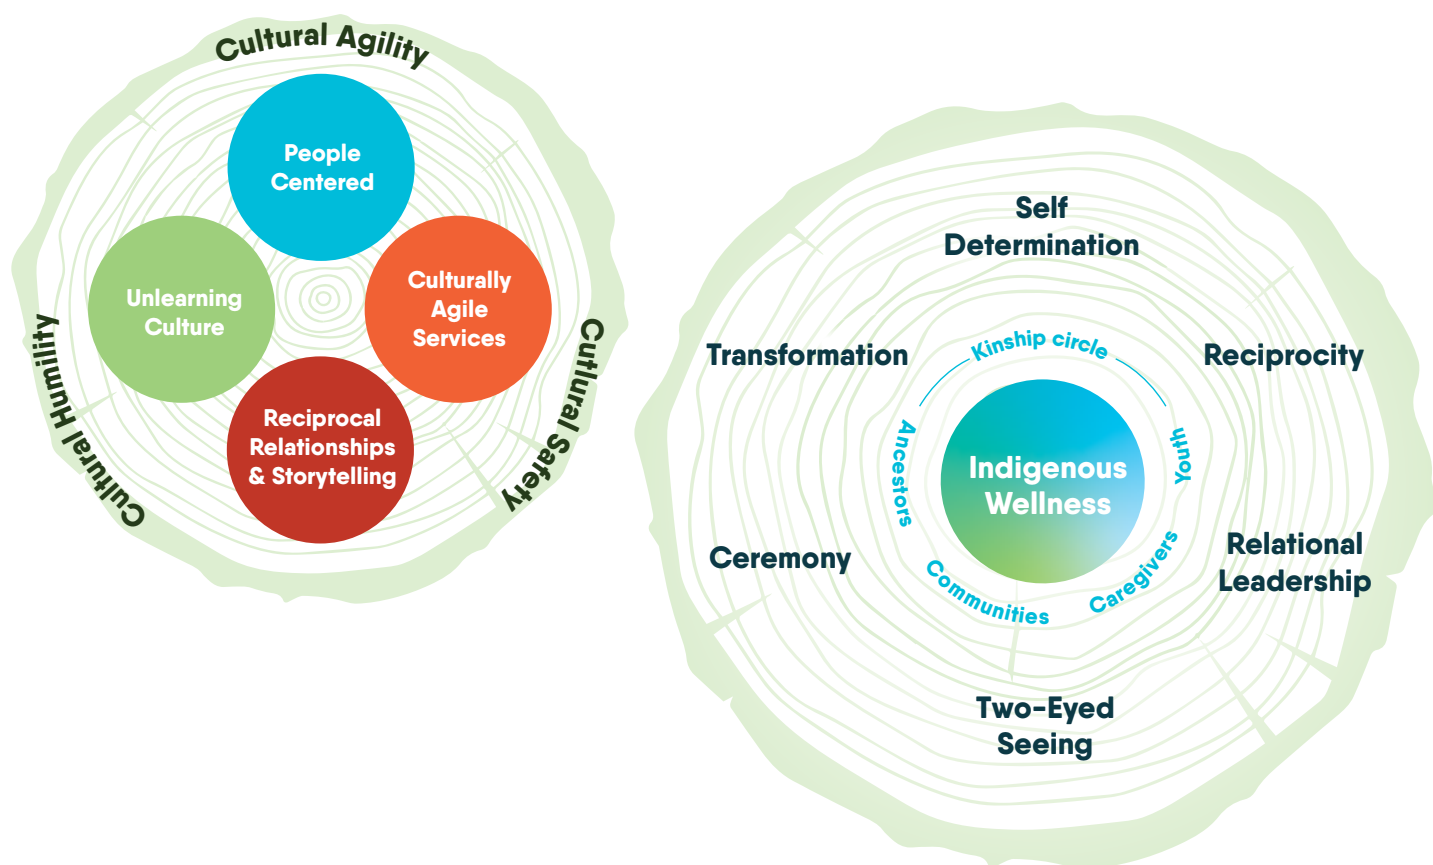 Cultural Agility
People
Centered
Unlearning
Culture
Culturally
Agile
Services
Reciprocal
Relationships
& Storytelling
Cultural Humility
Cutlural Safety
Self
Determination
Transformation
Kinship circle
Reciprocity
Ancestors
Youth
Indigenous
Wellness
Ceremony
Communities
Caregivers
Relational
Leadership
Two-Eyed
Seeing